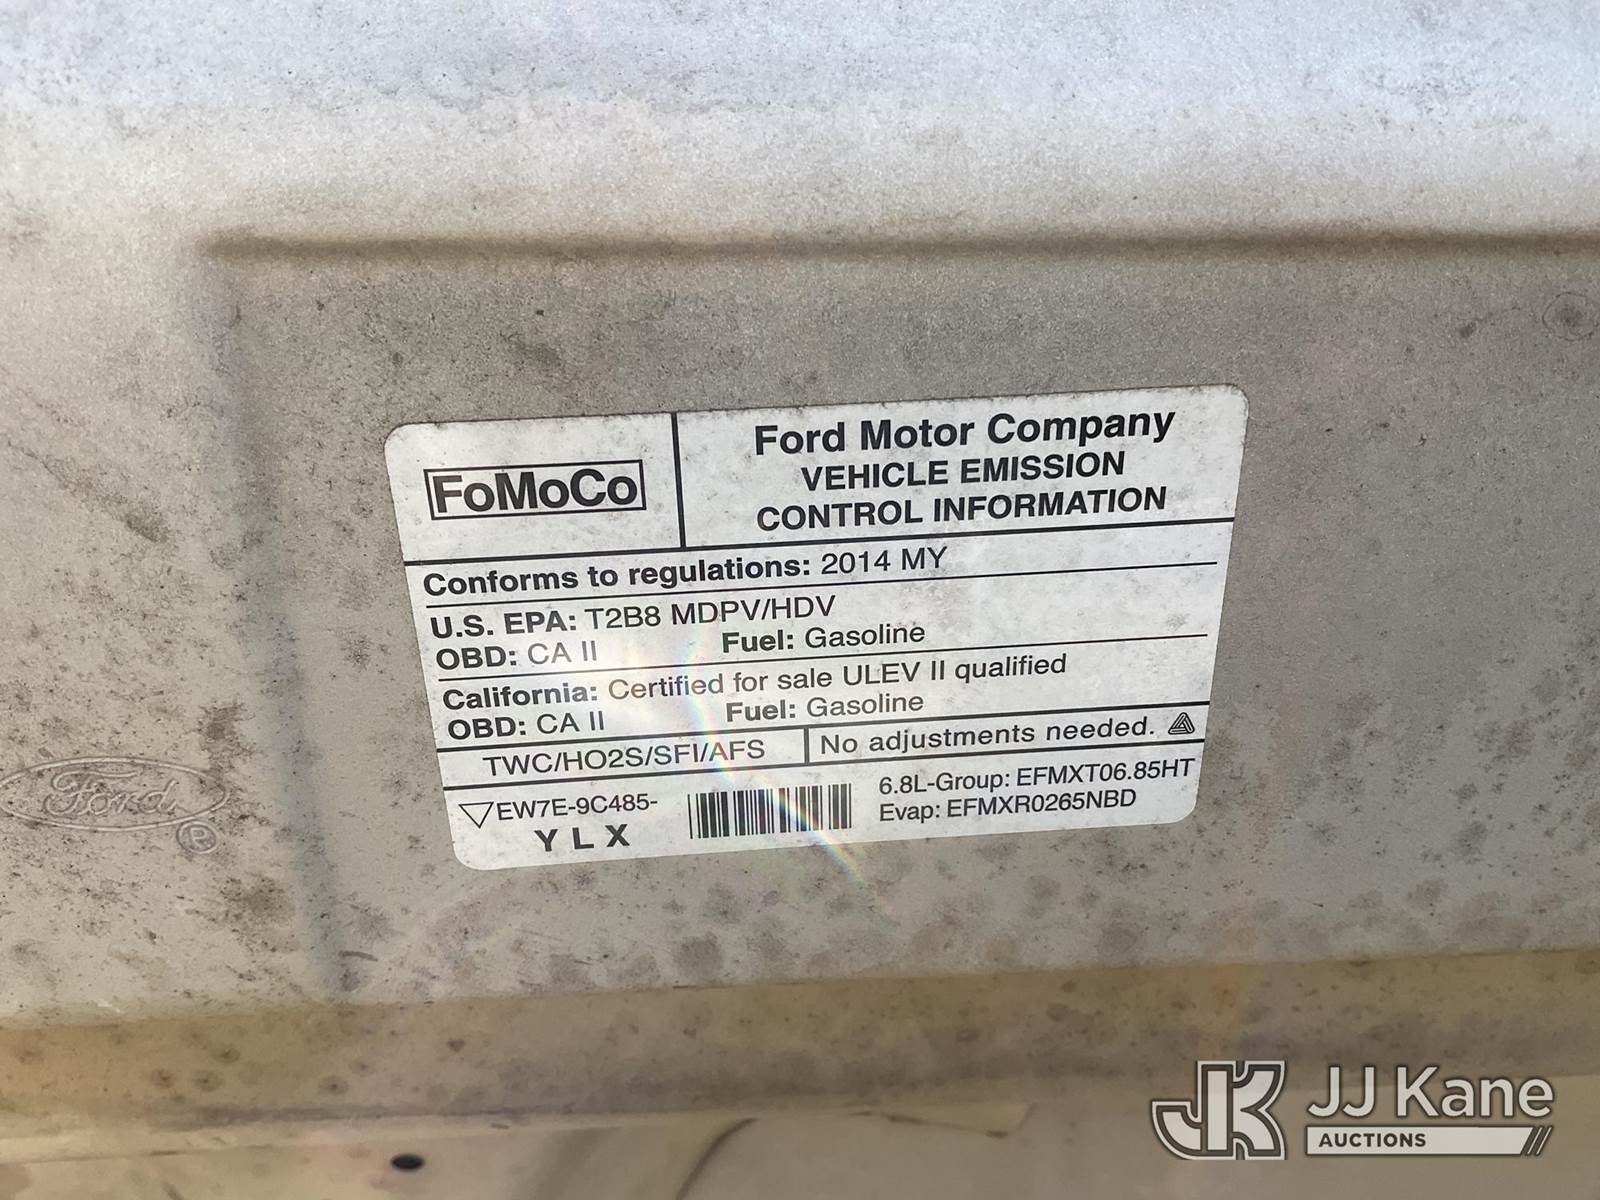 FoMoCo
Ford Motor Company
VEHICLE EMISSION
CONTROL INFORMATION
Conforms to regulations: 2014 MY
U.S. EPA: T2B8 MDPV/HDV
OBD: CA II Fuel: Gasoline
California: Certified for sale ULEV II qualified
OBD: CA II Fuel: Gasoline
TWC/HO2S/SFI/AFS No adjustments needed.
EW7E-9C485-
Y L X
6.8L-Group: EFMXT06.85HT
Evap: EFMXR0265NBD
Ford
®
JK JJ Kane
AUCTIONS